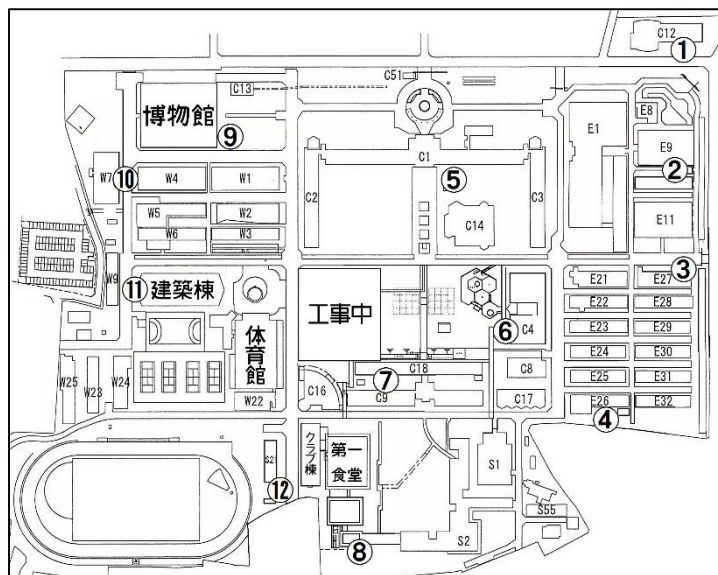 C12
①
C51
C13
博物館
⑨
E1
E8
E9
②
C1
W7
⑩
W4
W1
C2
⑤
C3
W5
W2
C14
E11
W6
W3
W9
⑪
建築棟
工事中
③
E21
E27
E22
E28
⑥
C4
体育館
E23
E29
E24
E30
C18
C8
⑦
W25
W23
W24
E25
E31
C16
C9
C17
W22
E26
E32
④
クラブ棟
第一
食堂
S1
⑫
S55
S2
⑧